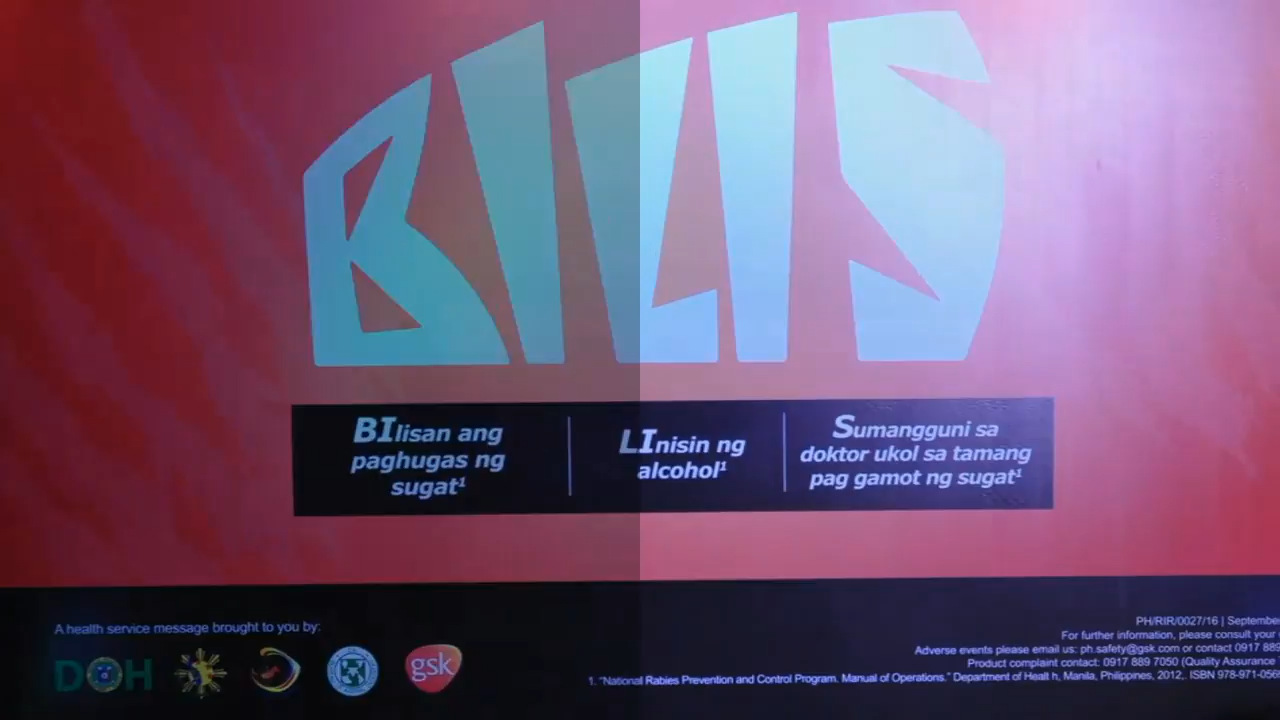 BILIS
BIlisan ang
paghugas ng
sugat¹
LInisin ng
alcohol¹
Sumangguni sa
doktor ukol sa tamang
pag gamot ng sugat¹
A health service message brought to you by:
DOH
gsk
PH/RIR/0027/16 | September
For further information, please consult your
Adverse events please email us: ph.safety@gsk.com or contact 0917 889
Product complaint contact: 0917 889 7050 (Quality Assurance
1. "National Rabies Prevention and Control Program. Manual of Operations." Department of Healt h, Manila, Philippines, 2012,. ISBN 978-971-056